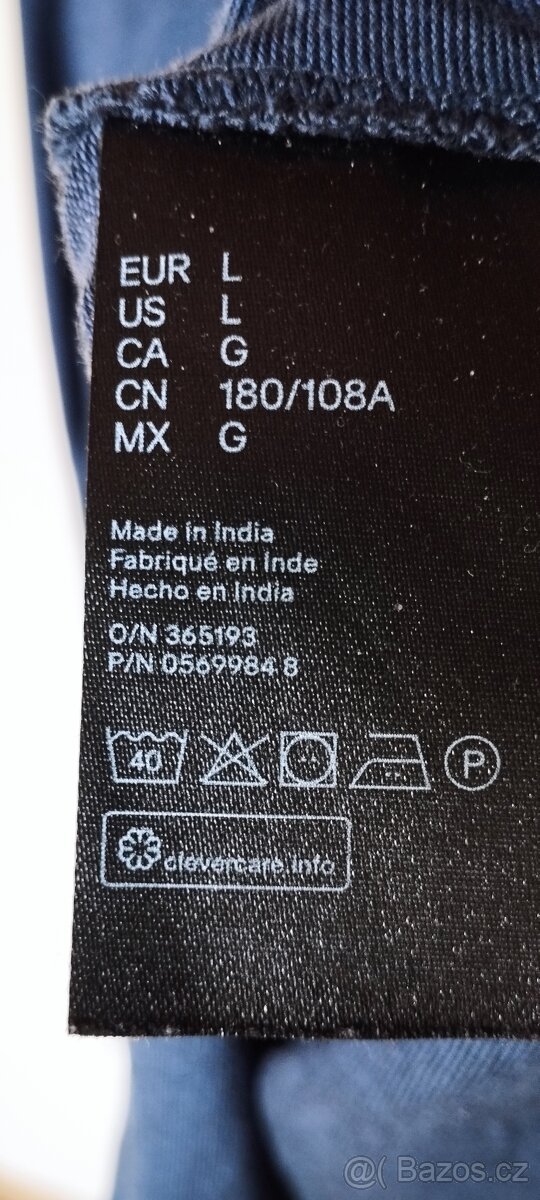 EUR L
US L
CA G
CN 180/108A
MX G
Made in India
Fabriqué en Inde
Hecho en India
O/N 365193
P/N 0569984 8
40
P
clevercare.info
@( Bazos.cz